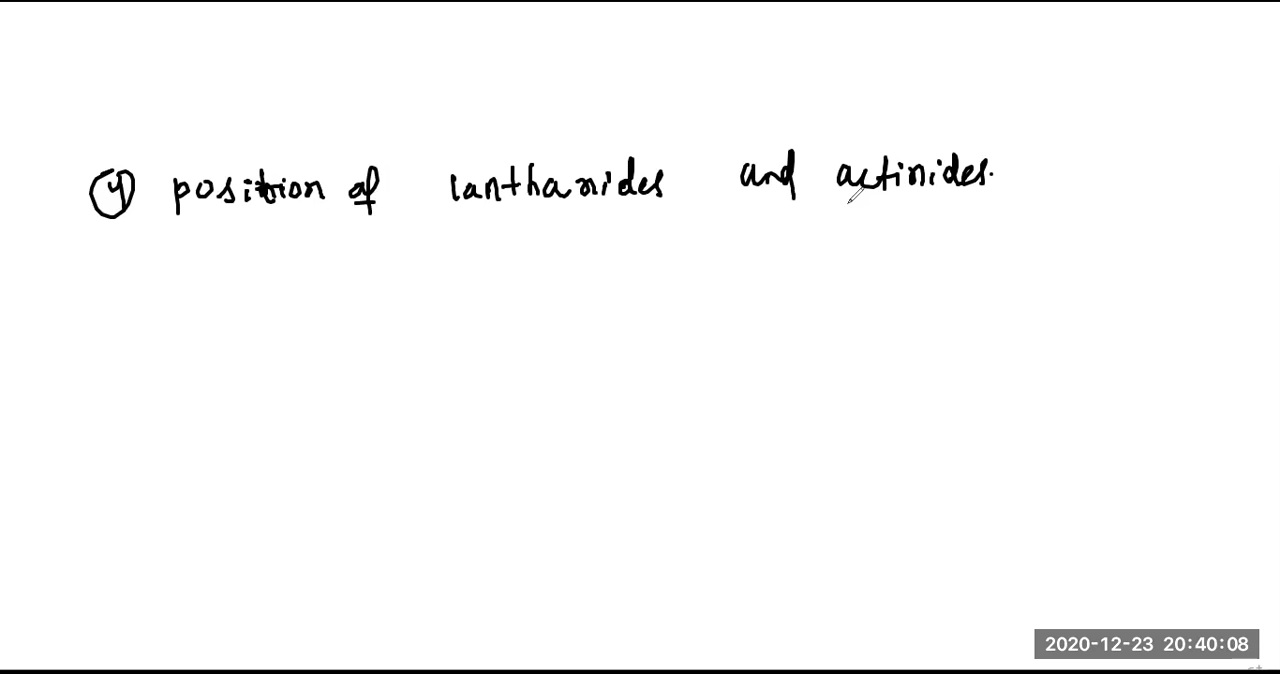 ④ position of lanthanides and actinides.
2020-12-23 20:40:08